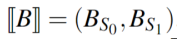 ⟦B⟧ = (B_{S_0}, B_{S_1})